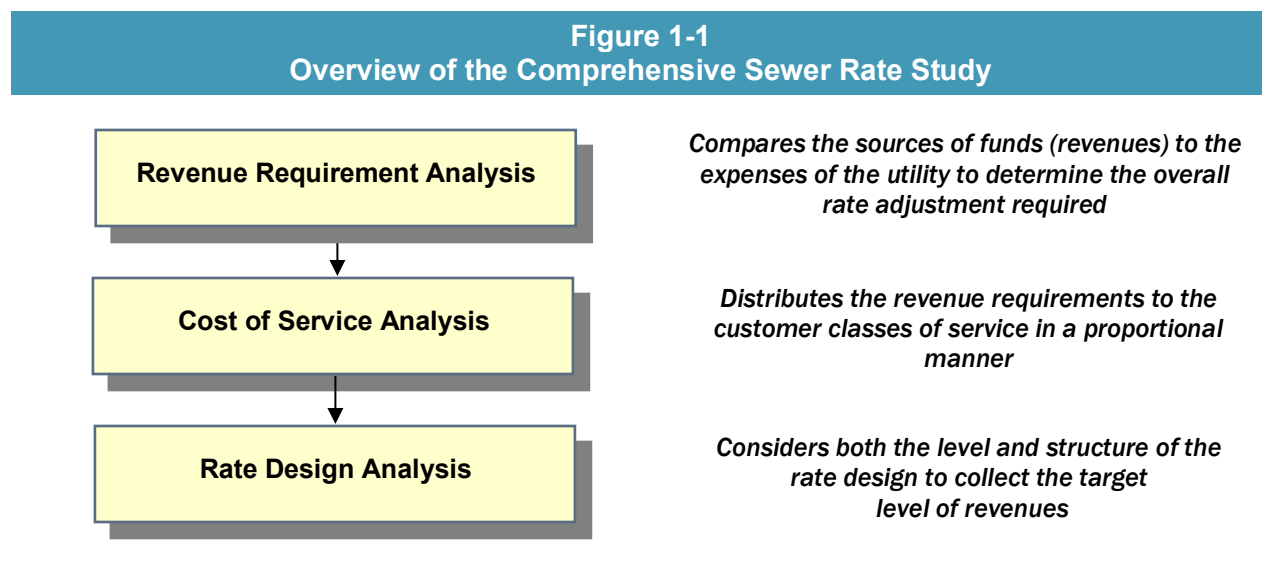 Figure 1-1
Overview of the Comprehensive Sewer Rate Study
Revenue Requirement Analysis
Compares the sources of funds (revenues) to the
expenses of the utility to determine the overall
rate adjustment required
Cost of Service Analysis
Distributes the revenue requirements to the
customer classes of service in a proportional
manner
Rate Design Analysis
Considers both the level and structure of the
rate design to collect the target
level of revenues